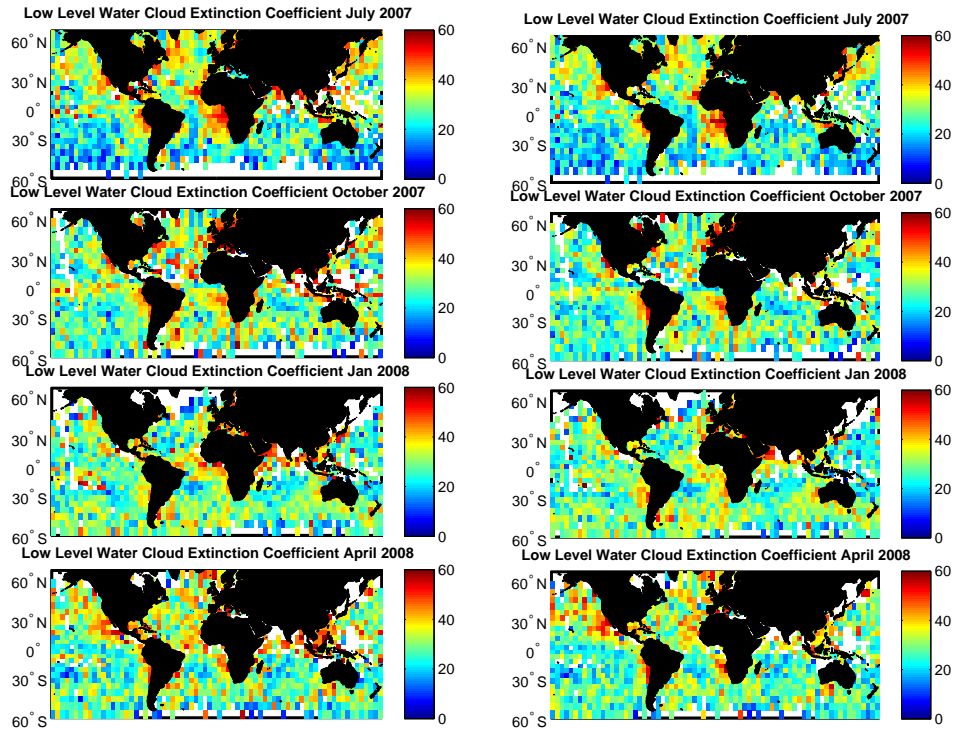 Low Level Water Cloud Extinction Coefficient July 2007
60°N
30°N
0°
30°S
60°S
60
40
20
0
Low Level Water Cloud Extinction Coefficient July 2007
60°N
30°N
0°
30°S
60°S
60
40
20
0
Low Level Water Cloud Extinction Coefficient October 2007
60°N
30°N
0°
30°S
60°S
60
40
20
0
Low Level Water Cloud Extinction Coefficient October 2007
60°N
30°N
0°
30°S
60°S
60
40
20
0
Low Level Water Cloud Extinction Coefficient Jan 2008
60°N
30°N
0°
30°S
60°S
60
40
20
0
Low Level Water Cloud Extinction Coefficient Jan 2008
60°N
30°N
0°
30°S
60°S
60
40
20
0
Low Level Water Cloud Extinction Coefficient April 2008
60°N
30°N
0°
30°S
60°S
60
40
20
0
Low Level Water Cloud Extinction Coefficient April 2008
60°N
30°N
0°
30°S
60°S
60
40
20
0